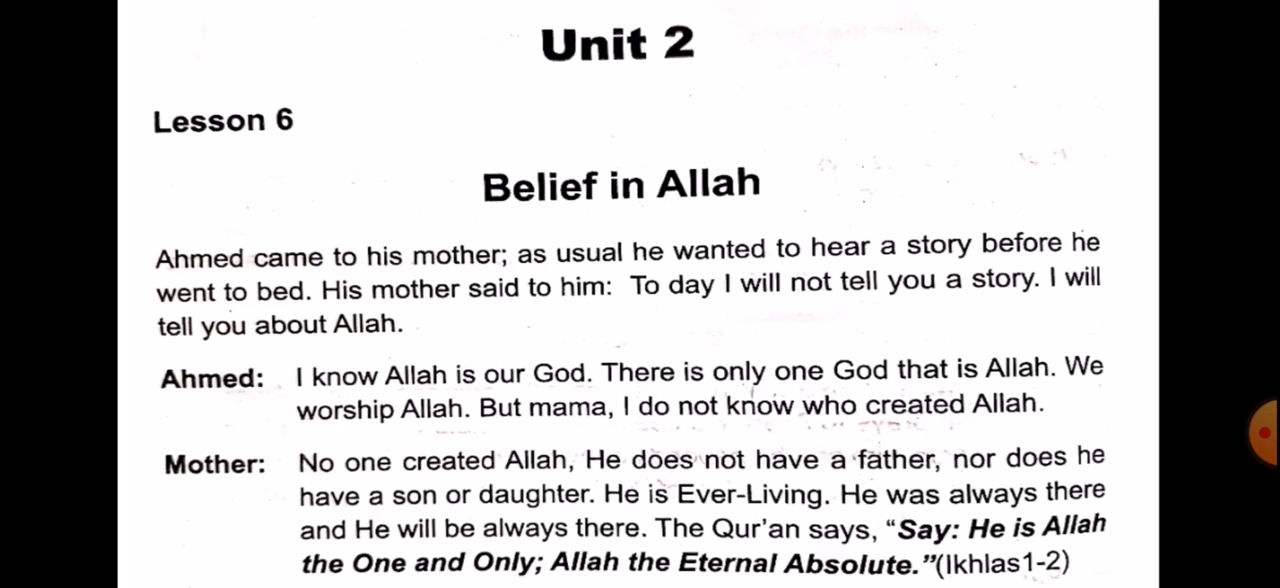 Unit 2
Lesson 6
Belief in Allah
Ahmed came to his mother; as usual he wanted to hear a story before he
went to bed. His mother said to him: To day I will not tell you a story. I will
tell you about Allah.
Ahmed: I know Allah is our God. There is only one God that is Allah. We
worship Allah. But mama, I do not know who created Allah.
Mother: No one created Allah, He does not have a father, nor does he
have a son or daughter. He is Ever-Living. He was always there
and He will be always there. The Qur'an says, “Say: He is Allah
the One and Only; Allah the Eternal Absolute.”(Ikhlas1-2)